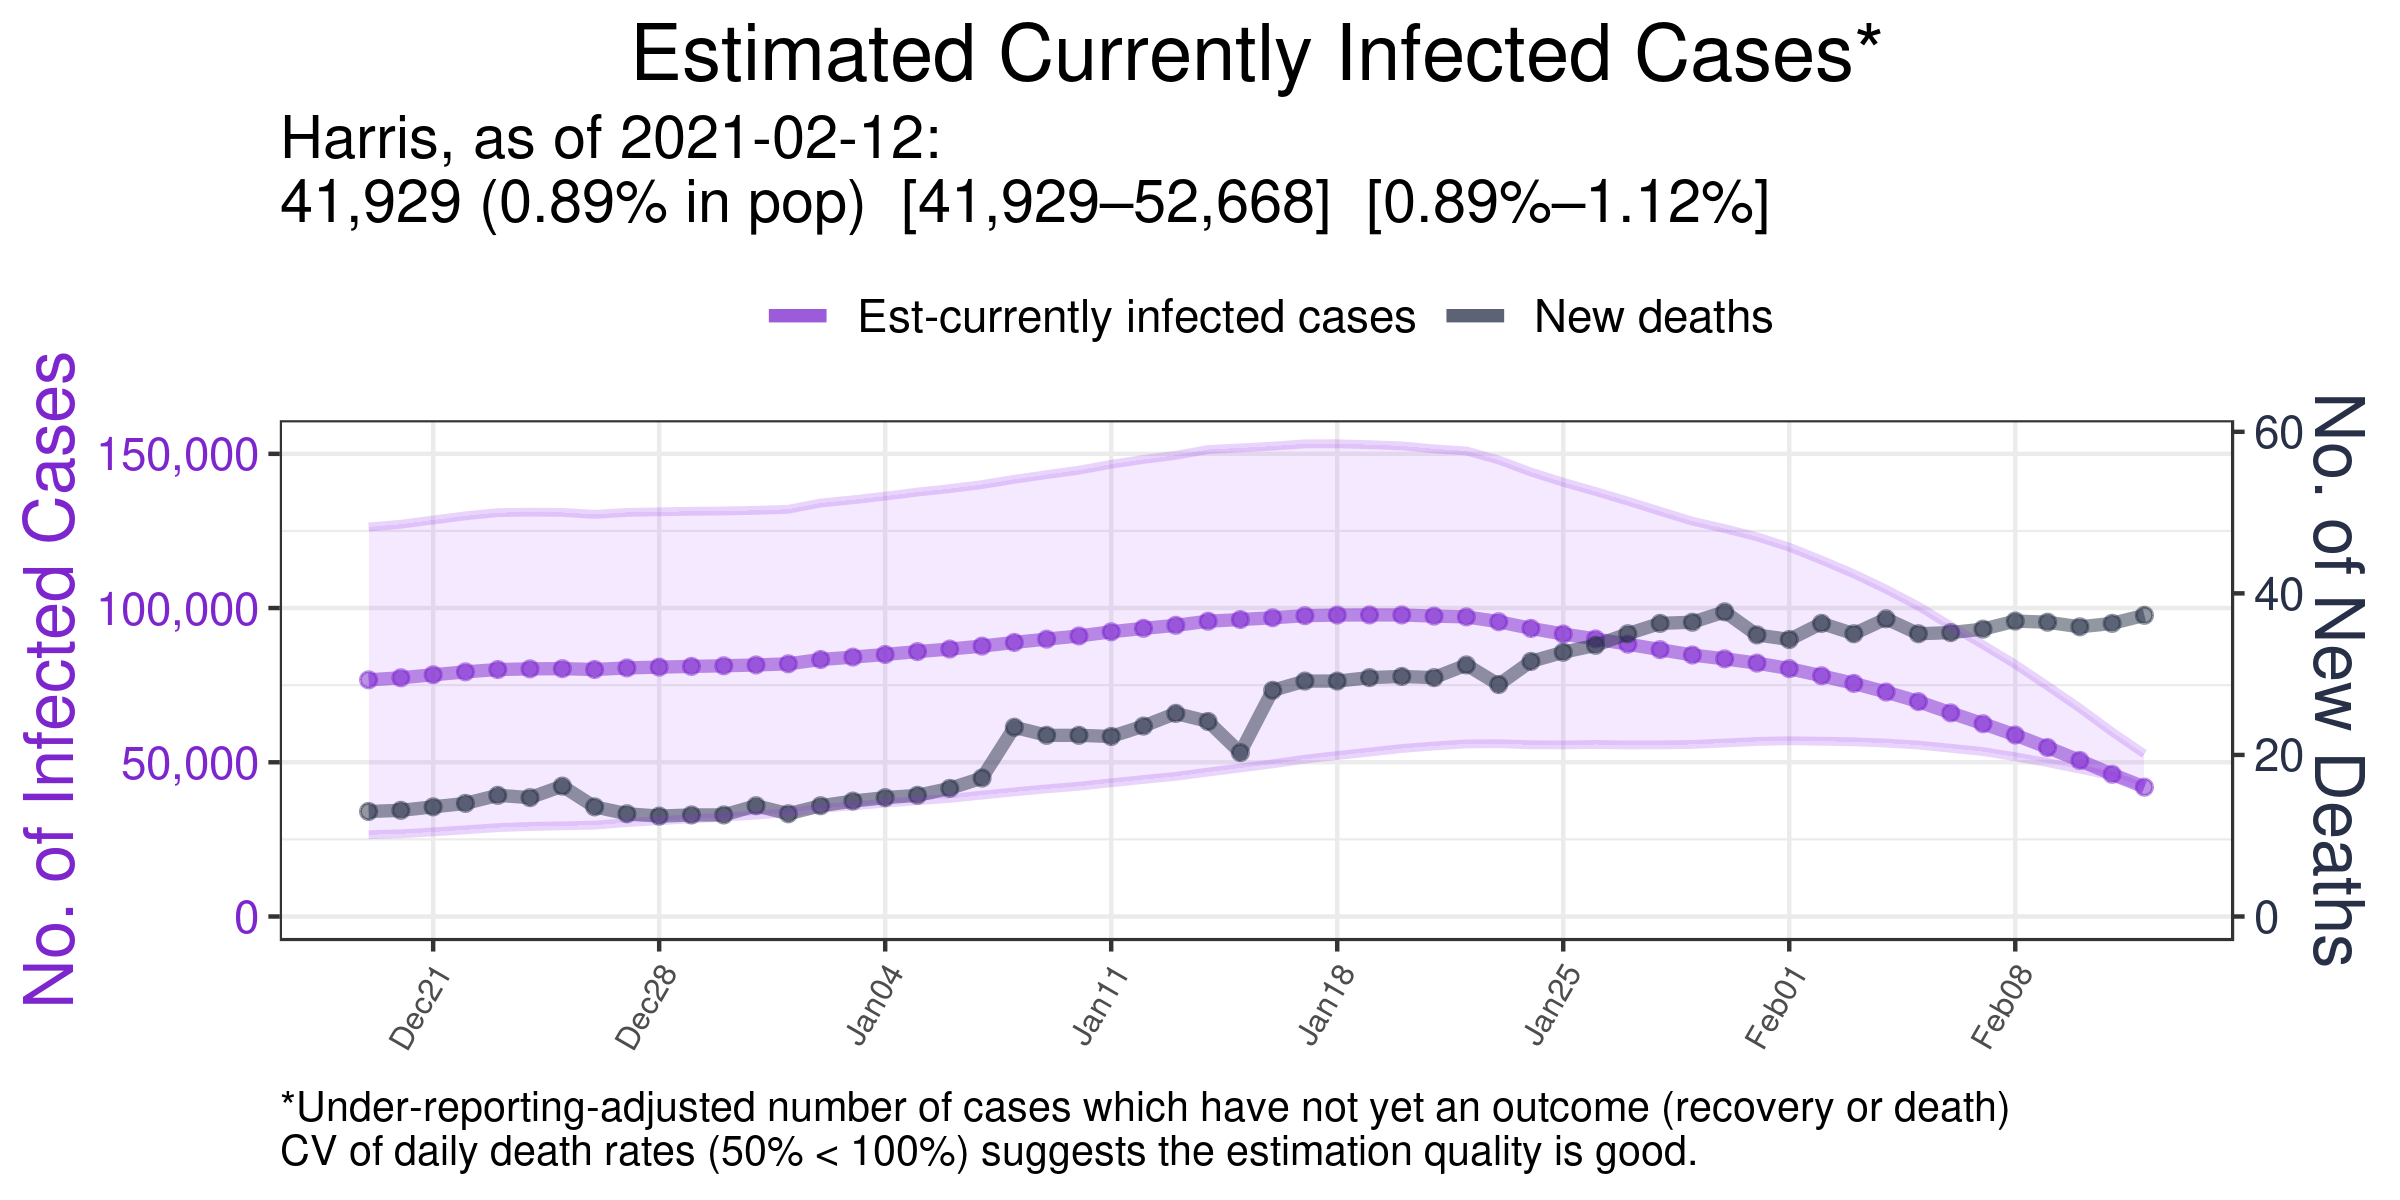 Estimated Currently Infected Cases*
Harris, as of 2021-02-12:
41,929 (0.89% in pop)  [41,929–52,668]  [0.89%–1.12%]
Est-currently infected cases
New deaths
No. of Infected Cases
150,000
100,000
50,000
0
60
40
20
0
No. of New Deaths
Dec21
Dec28
Jan04
Jan11
Jan18
Jan25
Feb01
Feb08
*Under-reporting-adjusted number of cases which have not yet an outcome (recovery or death)
CV of daily death rates (50% < 100%) suggests the estimation quality is good.